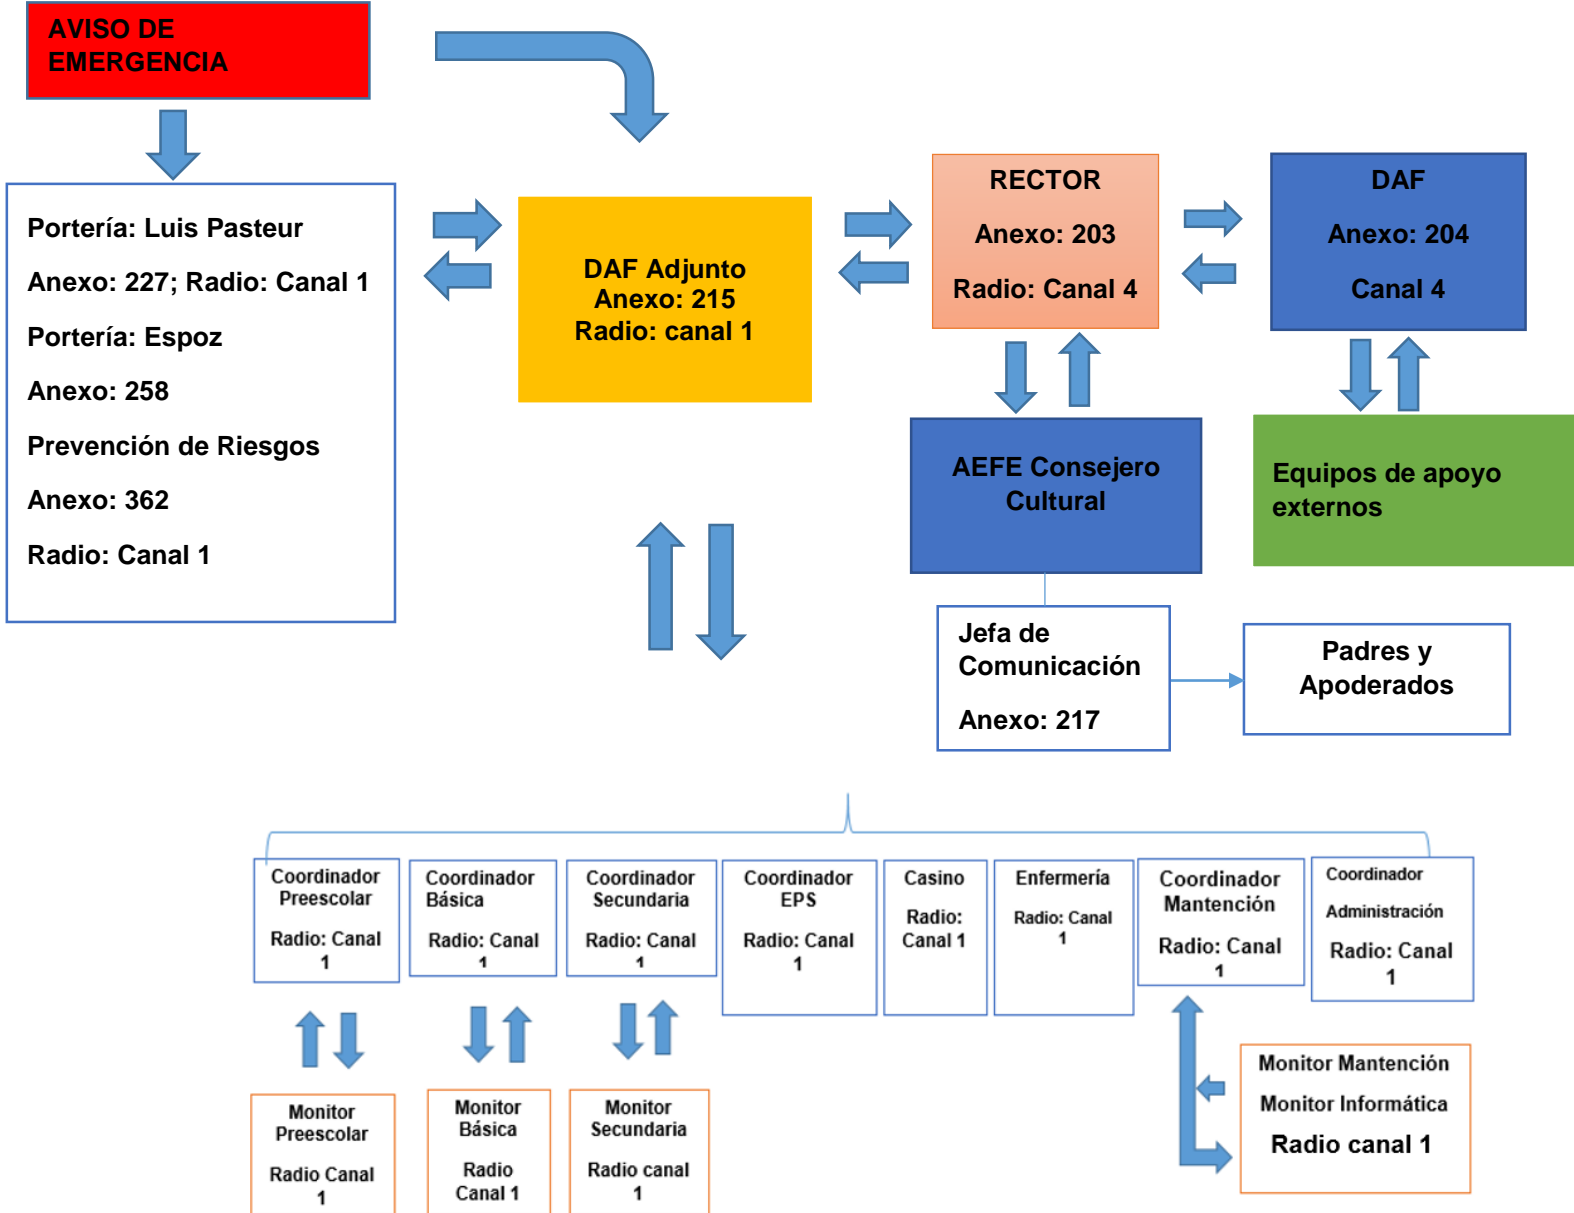 AVISO DE
EMERGENCIA
Portería: Luis Pasteur
Anexo: 227; Radio: Canal 1
Portería: Espoz
Anexo: 258
Prevención de Riesgos
Anexo: 362
Radio: Canal 1
DAF Adjunto
Anexo: 215
Radio: canal 1
RECTOR
Anexo: 203
Radio: Canal 4
DAF
Anexo: 204
Canal 4
AEFE Consejero
Cultural
Equipos de apoyo
externos
Jefa de
Comunicación
Anexo: 217
Padres y
Apoderados
Coordinador
Preescolar
Radio: Canal
1
Coordinador
Básica
Radio: Canal
1
Coordinador
Secundaria
Radio: Canal
1
Coordinador
EPS
Radio: Canal
1
Casino
Radio:
Canal 1
Enfermería
Radio: Canal
1
Coordinador
Mantención
Radio: Canal
1
Coordinador
Administración
Radio: Canal
1
Monitor
Preescolar
Radio Canal
1
Monitor
Básica
Radio
Canal 1
Monitor
Secundaria
Radio canal
1
Monitor Mantención
Monitor Informática
Radio canal 1